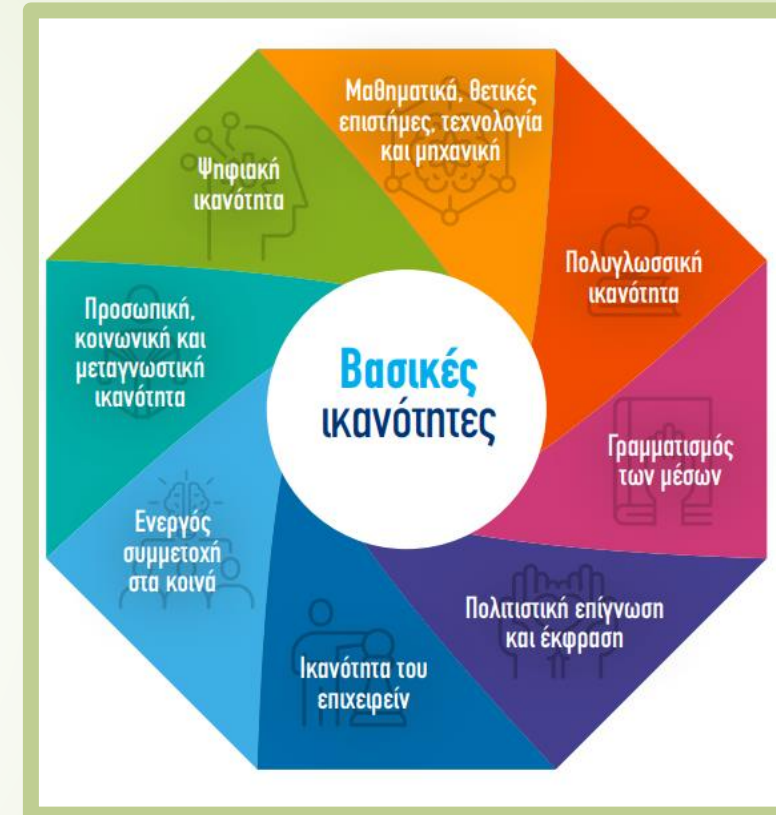 Μαθηματικά, θετικές
επιστήμες, τεχνολογία
και μηχανική
Πολυγλωσσική
ικανότητα
Γραμματισμός
των μέσων
Πολιτιστική επίγνωση
και έκφραση
Ικανότητα του
επιχειρείν
Ενεργός
συμμετοχή
στα κοινά
Προσωπική,
κοινωνική και
μεταγνωστική
ικανότητα
Ψηφιακή
ικανότητα
Βασικές
ικανότητες